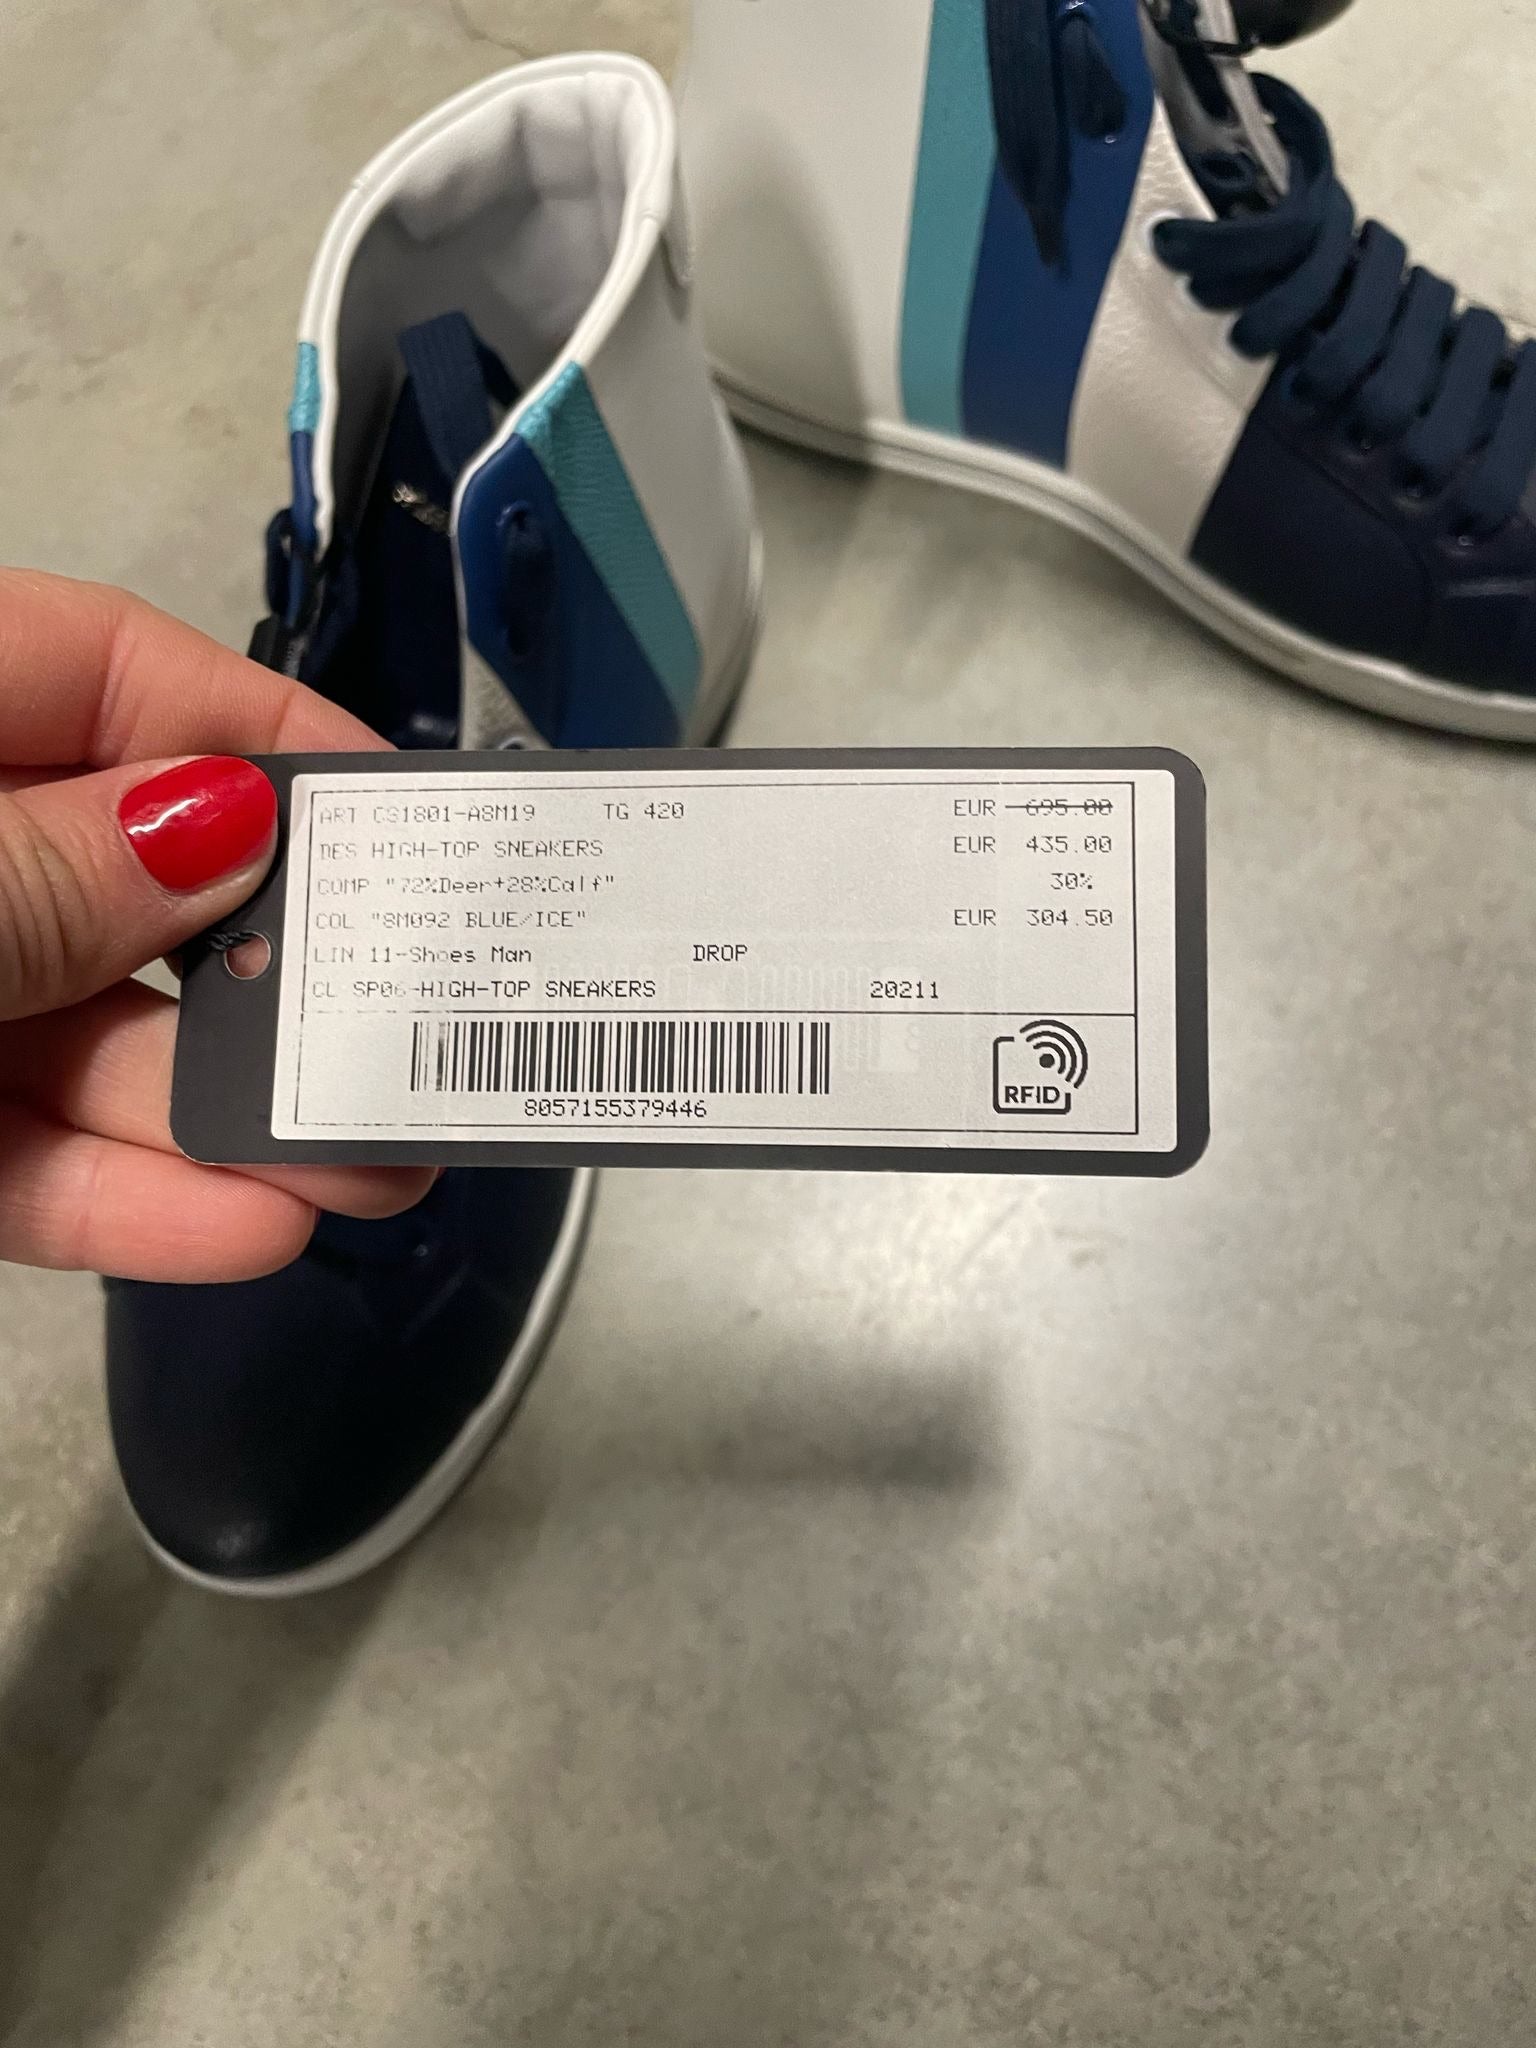 ART CS1801-A8M19 TG 420 EUR 695.00
DES HIGH-TOP SNEAKERS EUR 435.00
COMP "72%Deer+28%Calf" 30%
COL "8M092 BLUE/ICE" EUR 304.50
LIN 11-Shoes Man DROP
CL SP06-HIGH-TOP SNEAKERS 20211
8057155379446
RFID